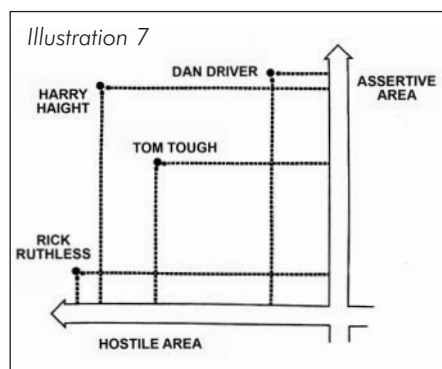 Illustration 7
DAN DRIVER
ASSERTIVE
AREA
HARRY
HAIGHT
TOM TOUGH
RICK
RUTHLESS
HOSTILE AREA